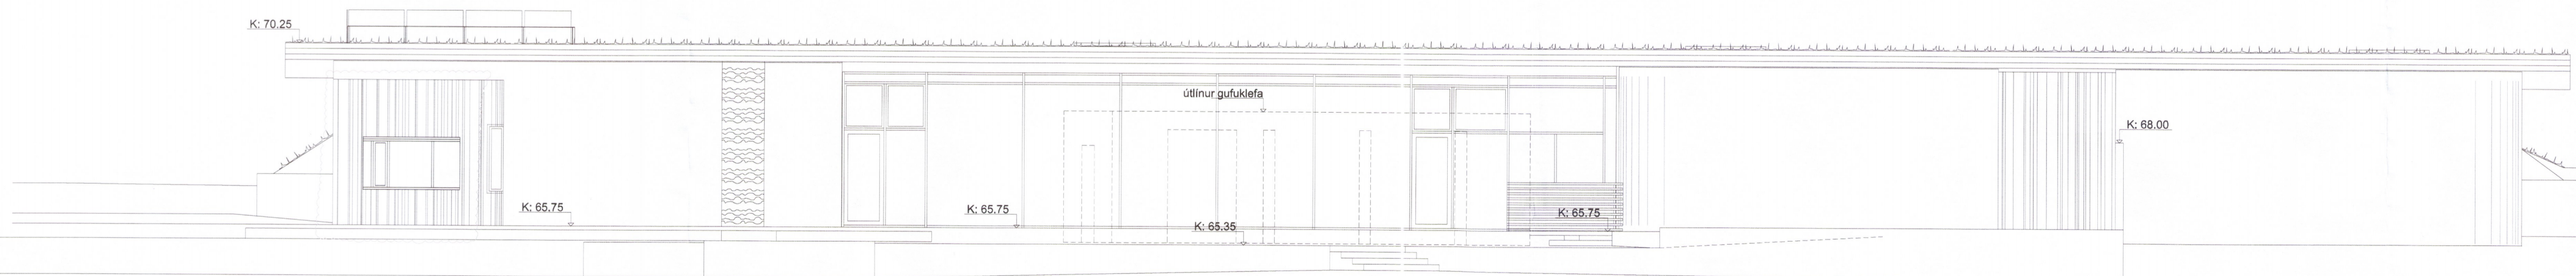 K: 70.25
útlínur gufuklefa
K: 68.00
K: 65.75
K: 65.75
K: 65.35
K: 65.75